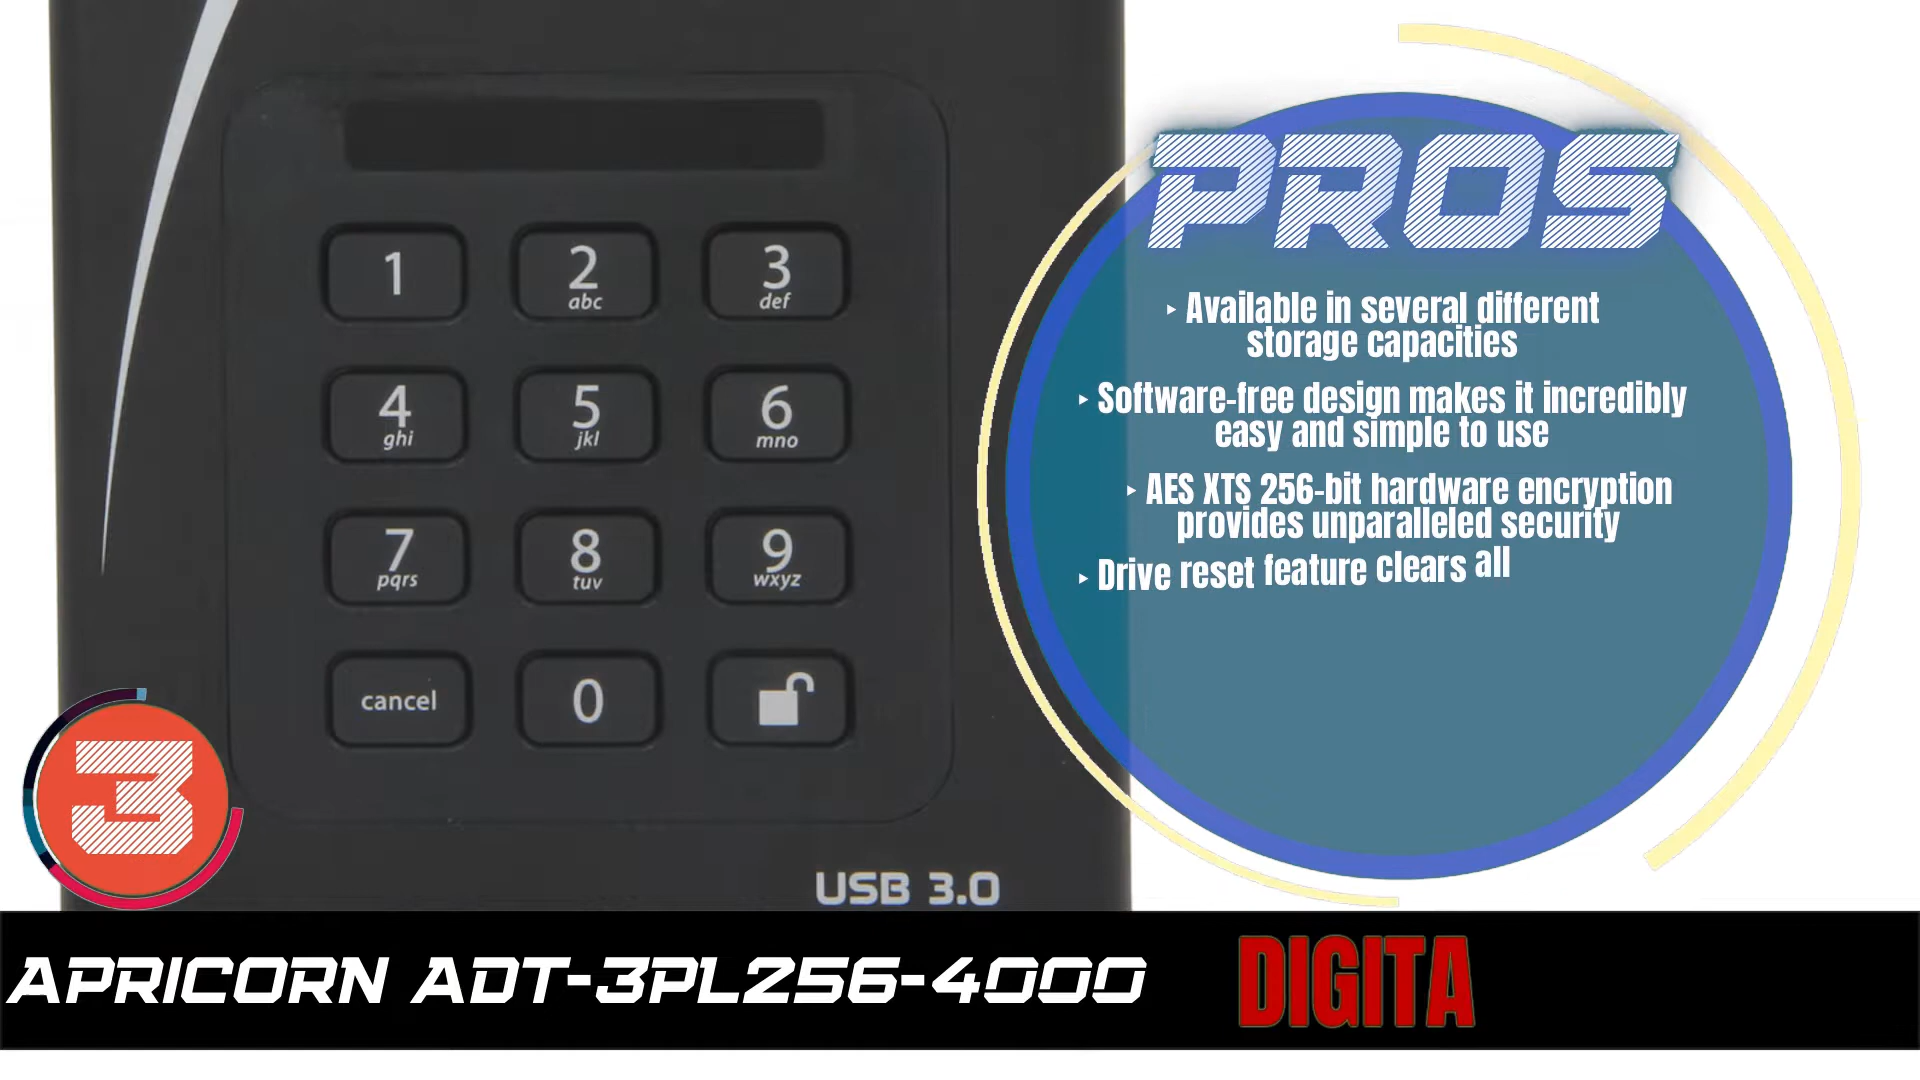 1
2
abc
3
def
4
ghi
5
jkl
6
mno
7
pqrs
8
tuv
9
wxyz
cancel
0
USB 3.0
PROS
‣ Available in several different
storage capacities
‣ Software-free design makes it incredibly
easy and simple to use
‣ AES XTS 256-bit hardware encryption
provides unparalleled security
‣ Drive reset feature clears all
3
APRICORN ADT-3PL256-4000
DIGITA